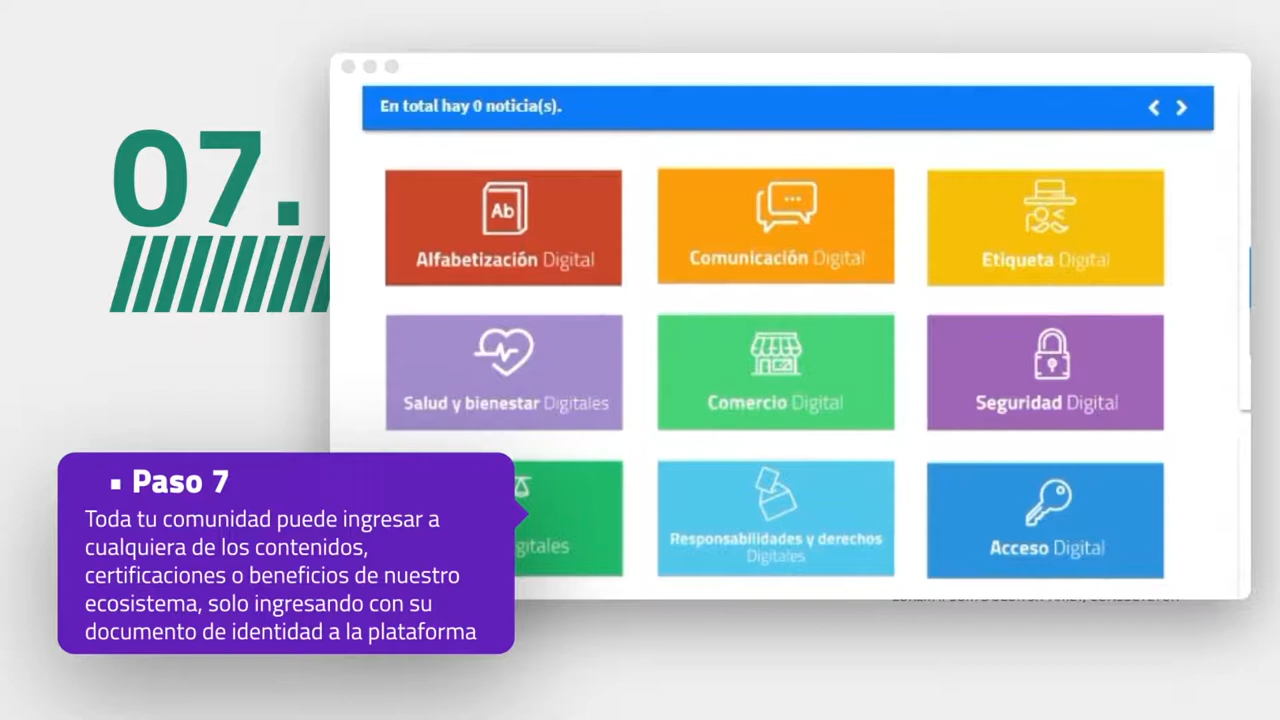 07.
En total hay 0 noticia(s).
Ab
Alfabetización Digital
Comunicación Digital
Etiqueta Digital
Salud y bienestar Digitales
Comercio Digital
Seguridad Digital
Responsabilidades y derechos
Digitales
Acceso Digital
▪ Paso 7
Toda tu comunidad puede ingresar a
cualquiera de los contenidos,
certificaciones o beneficios de nuestro
ecosistema, solo ingresando con su
documento de identidad a la plataforma